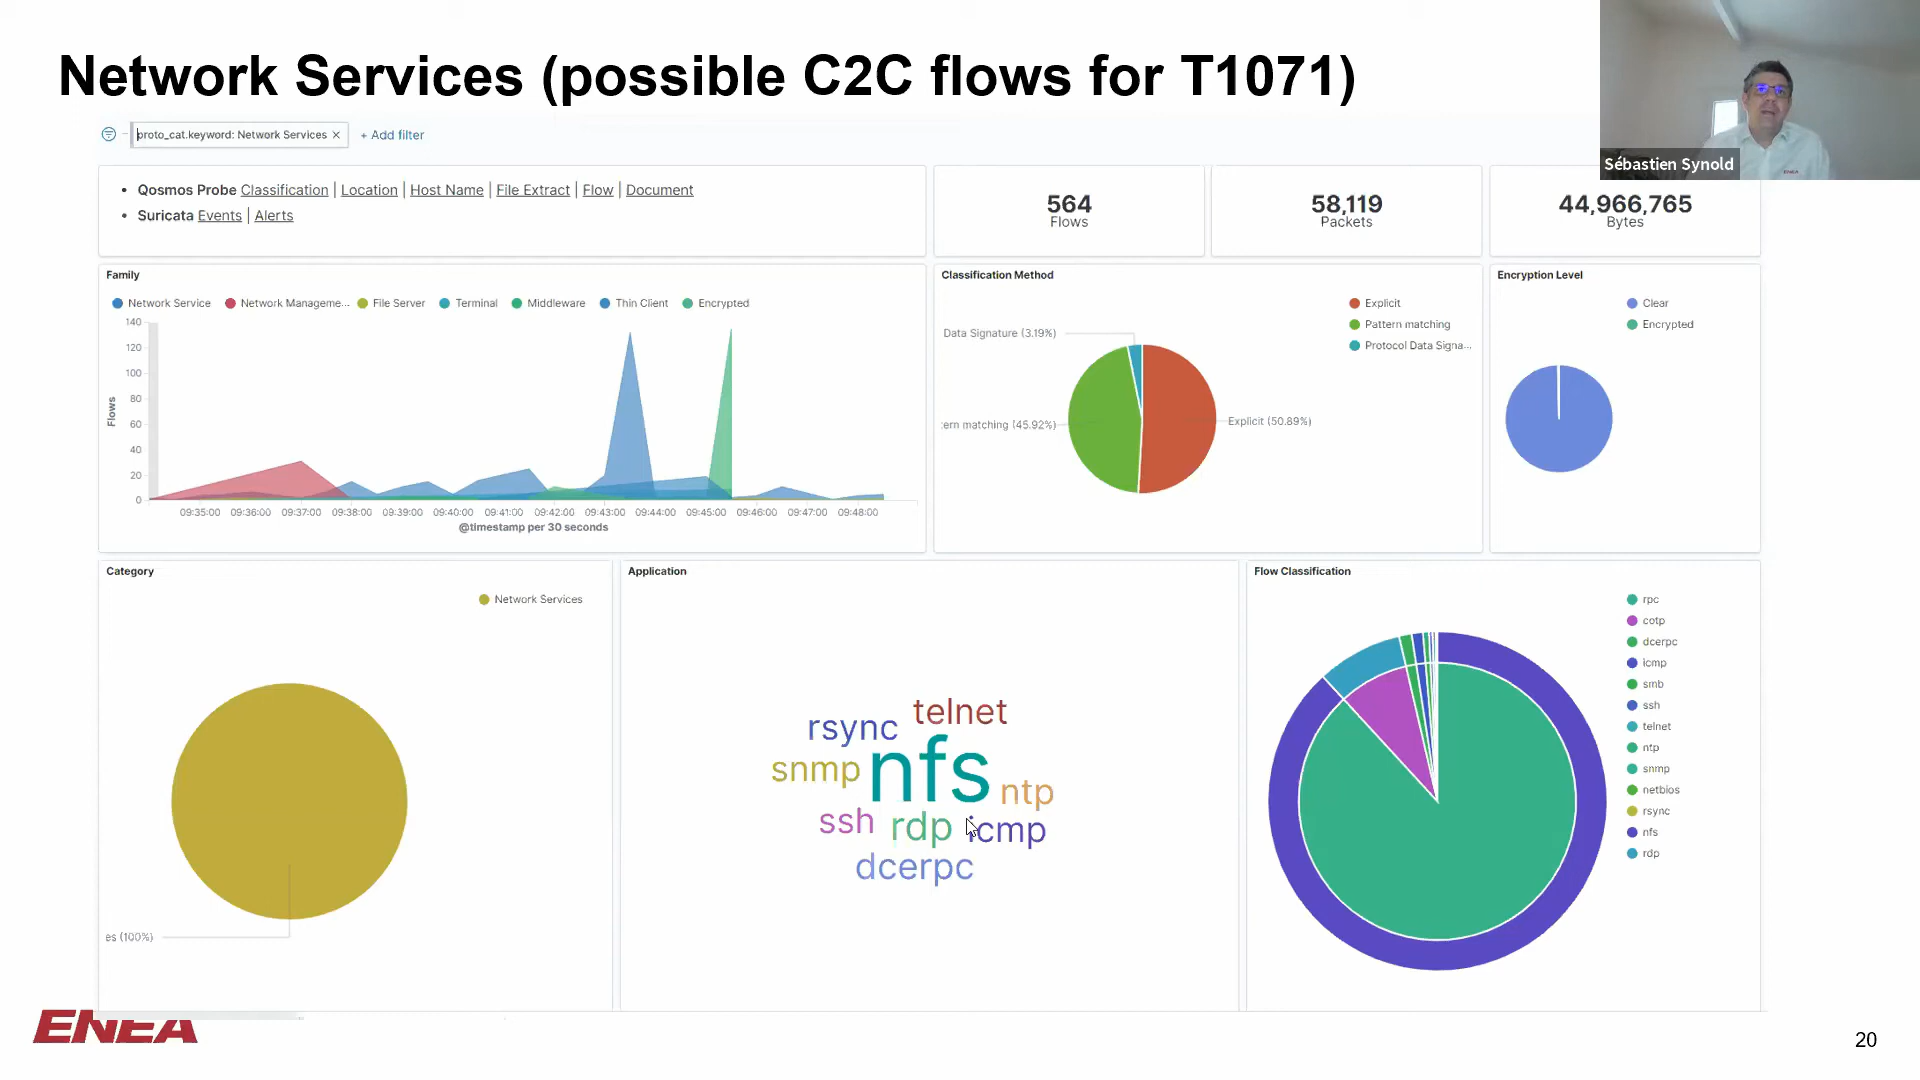 Network Services (possible C2C flows for T1071)
Sébastien Synold
ENEA
proto_cat.keyword: Network Services × + Add filter
• Qosmos Probe Classification | Location | Host Name | File Extract | Flow | Document
• Suricata Events | Alerts
564
Flows
58,119
Packets
44,966,765
Bytes
Family
Network Service Network Manageme... File Server Terminal Middleware Thin Client Encrypted
140
120
100
80
60
40
20
0
Flows
09:35:00 09:36:00 09:37:00 09:38:00 09:39:00 09:40:00 09:41:00 09:42:00 09:43:00 09:44:00 09:45:00 09:46:00 09:47:00 09:48:00
@timestamp per 30 seconds
Classification Method
Explicit
Pattern matching
Protocol Data Signa...
Data Signature (3.19%)
ern matching (45.92%)
Explicit (50.89%)
Encryption Level
Clear
Encrypted
Category
Network Services
es (100%)
Application
telnet
rsync
nfs
snmp
ntp
ssh rdp icmp
dcerpc
Flow Classification
rpc
cotp
dcerpc
icmp
smb
ssh
telnet
ntp
snmp
netbios
rsync
nfs
rdp
ENEA
20